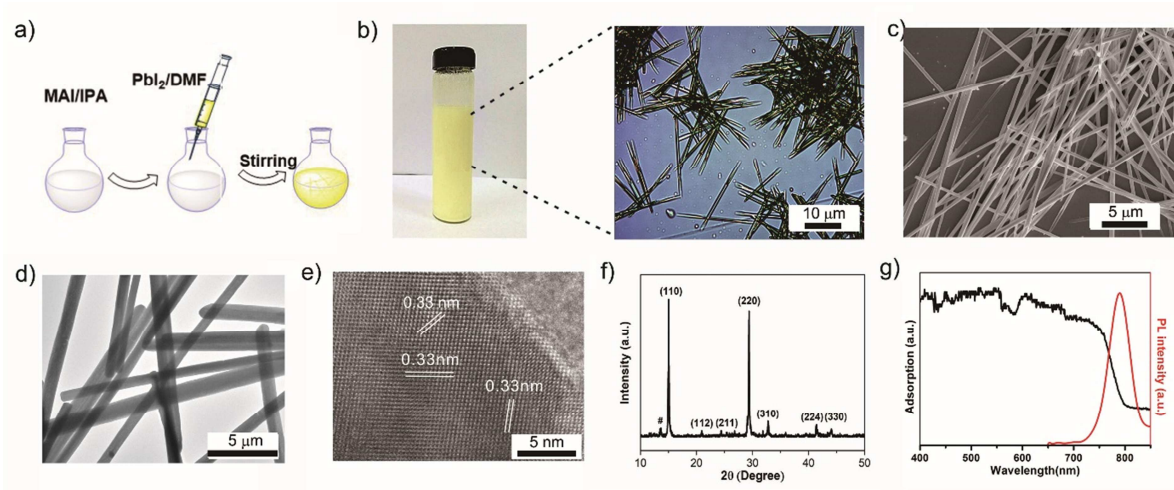 a)
MAI/IPA
PbI₂/DMF
Stirring
b)
10 μm
c)
5 μm
d)
5 μm
e)
0.33 nm
0.33nm
0.33nm
5 nm
f)
Intensity (a.u.)
#
(110)
(112)
(211)
(220)
(310)
(224)
(330)
10 20 30 40 50
2θ (Degree)
g)
Adsorption (a.u.)
PL intensity
(a.u.)
400 500 600 700 800
Wavelength(nm)